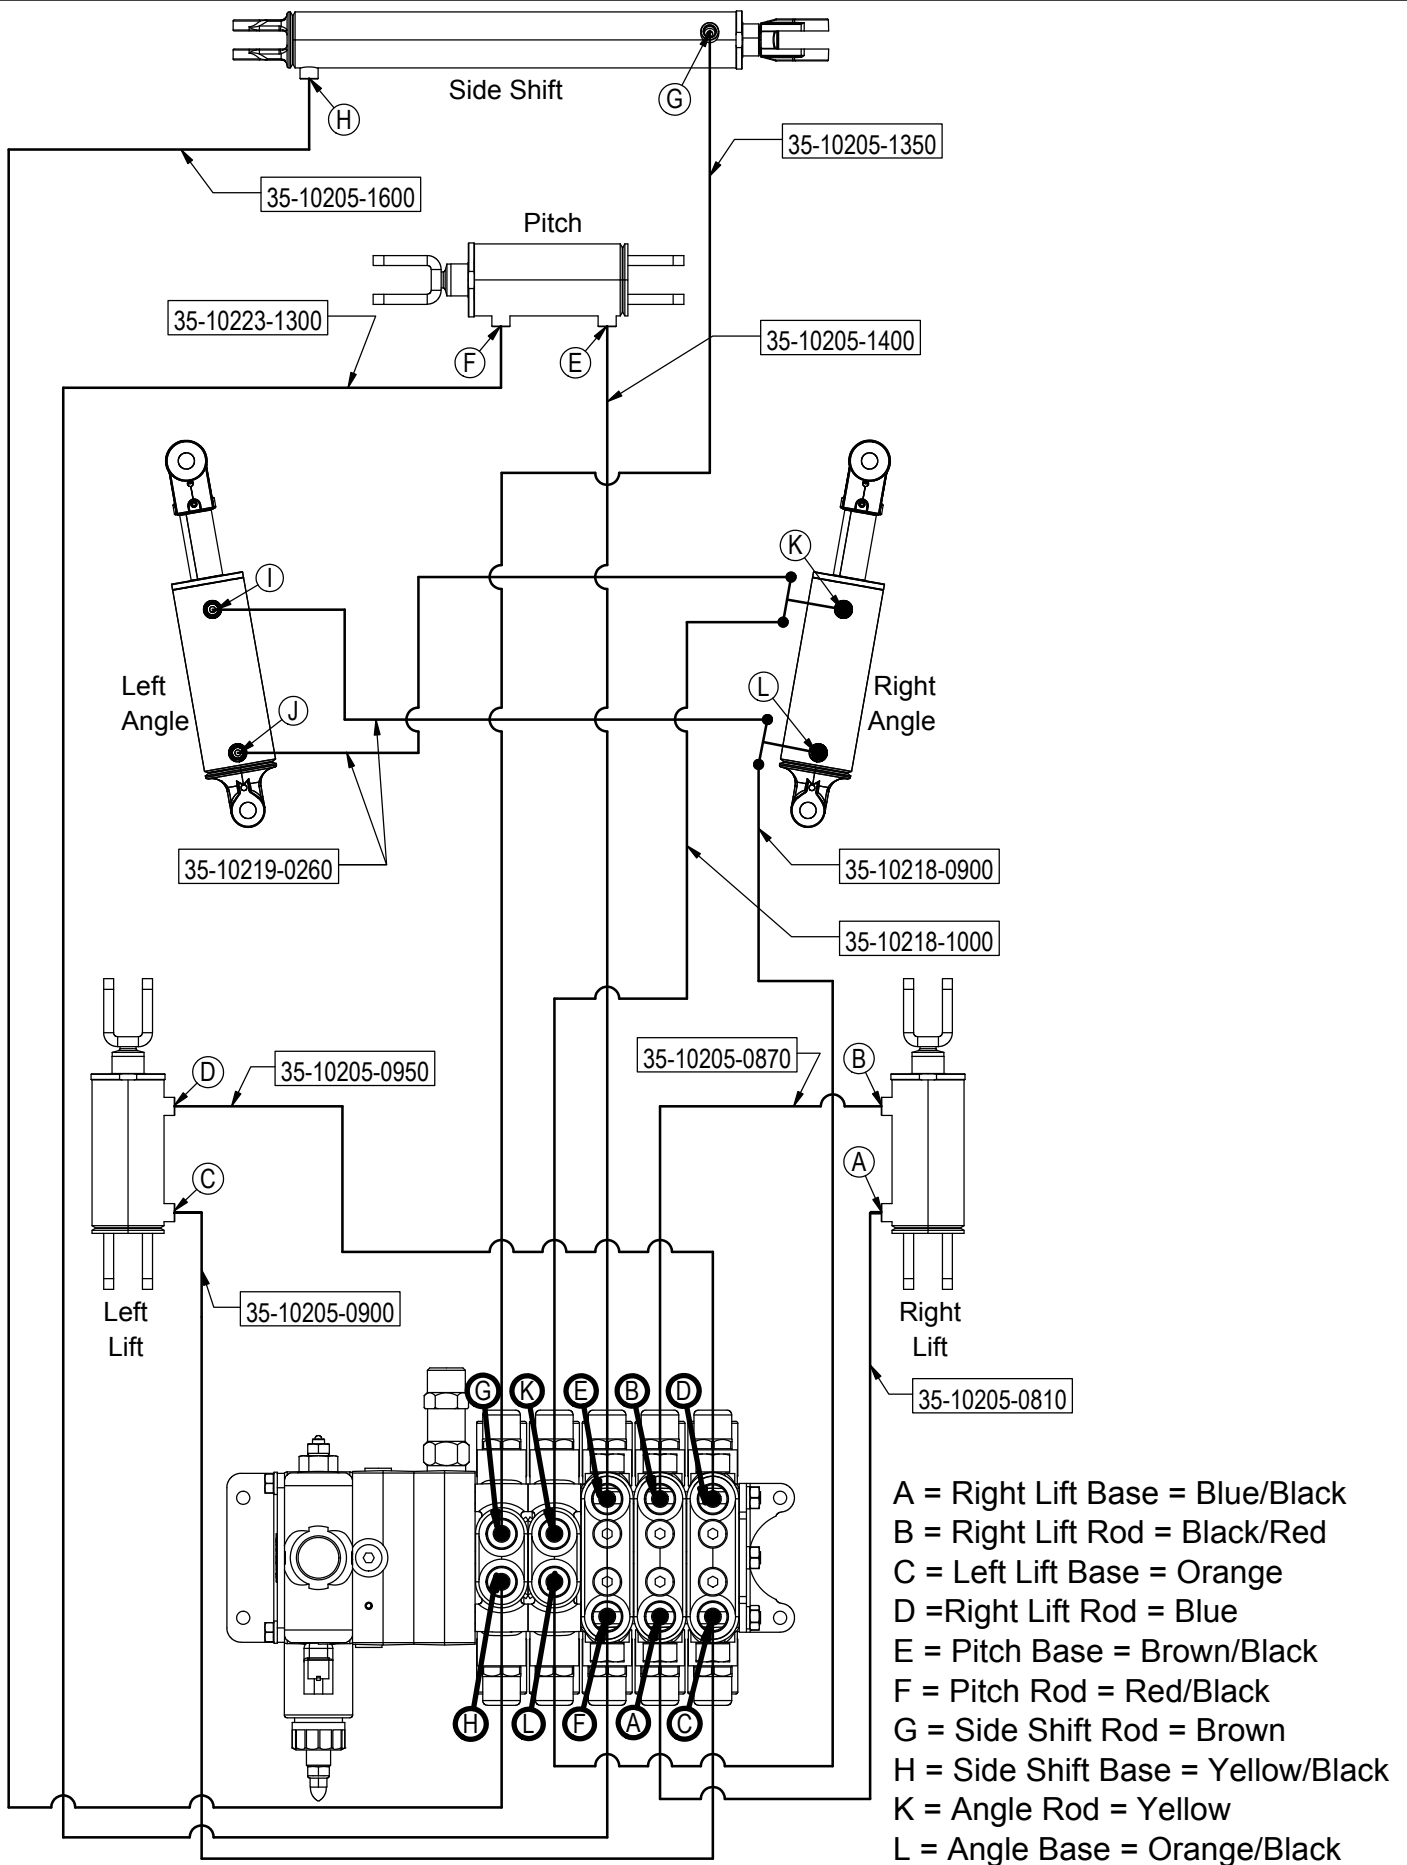 G
Side Shift
H
35-10205-1350
35-10205-1600
Pitch
35-10223-1300
35-10205-1400
F
E
K
I
Left
Angle
L
Right
Angle
J
35-10219-0260
35-10218-0900
35-10218-1000
D
35-10205-0950
35-10205-0870
B
C
A
35-10205-0900
Left
Lift
Right
Lift
35-10205-0810
G
K
E
B
D
H
L
F
A
C
A = Right Lift Base = Blue/Black
B = Right Lift Rod = Black/Red
C = Left Lift Base = Orange
D =Right Lift Rod = Blue
E = Pitch Base = Brown/Black
F = Pitch Rod = Red/Black
G = Side Shift Rod = Brown
H = Side Shift Base = Yellow/Black
K = Angle Rod = Yellow
L = Angle Base = Orange/Black